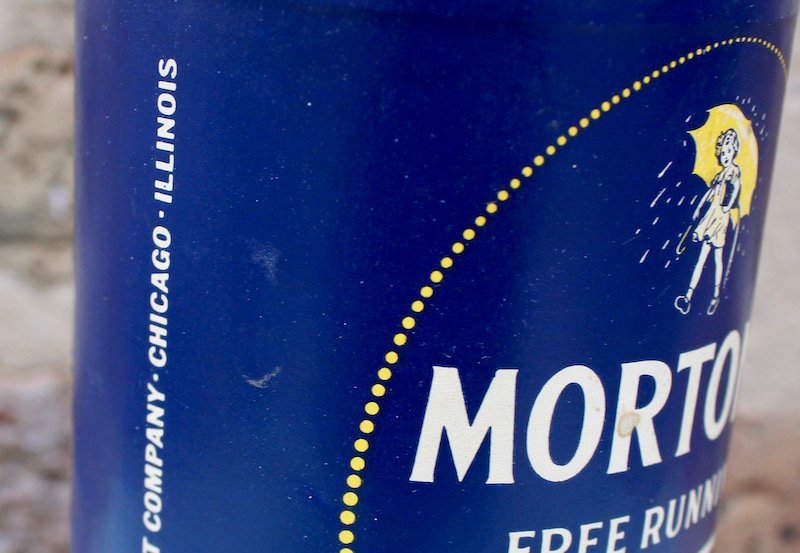 T COMPANY · CHICAGO · ILLINOIS
MORTO
FREE RUNNI